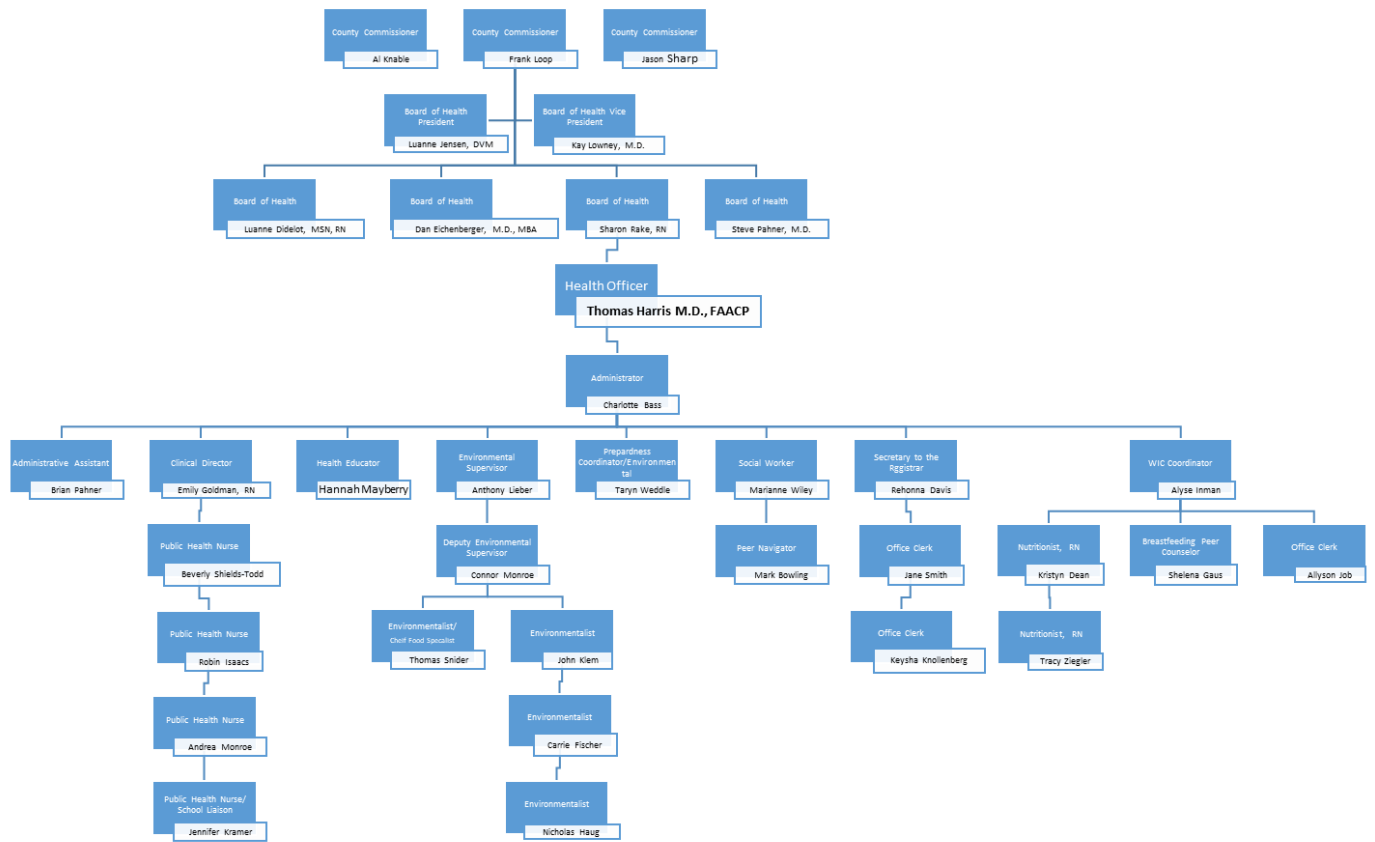 County Commissioner
Al Knable
County Commissioner
Frank Loop
County Commissioner
Jason Sharp
Board of Health
President
Luanne Jensen, DVM
Board of Health Vice
President
Kay Lowney, M.D.
Board of Health
Luanne Didelot, MSN, RN
Board of Health
Dan Eichenberger, M.D., MBA
Board of Health
Sharon Rake, RN
Board of Health
Steve Pahner, M.D.
Health Officer
Thomas Harris M.D., FAACP
Administrator
Charlotte Bass
Administrative Assistant
Brian Pahner
Clinical Director
Emily Goldman, RN
Health Educator
Hannah Mayberry
Environmental
Supervisor
Anthony Lieber
Prepardness
Coordinator/Environmen
tal
Taryn Weddle
Social Worker
Marianne Wiley
Secretary to the
Rggistrar
Rehonna Davis
WIC Coordinator
Alyse Inman
Public Health Nurse
Beverly Shields-Todd
Deputy Environmental
Supervisor
Connor Monroe
Peer Navigator
Mark Bowling
Office Clerk
Jane Smith
Nutritionist, RN
Kristyn Dean
Breastfeeding Peer
Counselor
Shelena Gaus
Office Clerk
Allyson Job
Public Health Nurse
Robin Isaacs
Environmentalist/
Cheif Food Specalist
Thomas Snider
Environmentalist
John Klem
Office Clerk
Keysha Knollenberg
Nutritionist, RN
Tracy Ziegler
Public Health Nurse
Andrea Monroe
Environmentalist
Carrie Fischer
Public Health Nurse/
School Liaison
Jennifer Kramer
Environmentalist
Nicholas Haug